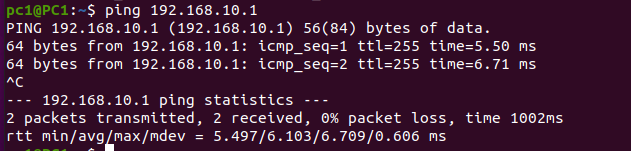 pc1@PC1:~$ ping 192.168.10.1
PING 192.168.10.1 (192.168.10.1) 56(84) bytes of data.
64 bytes from 192.168.10.1: icmp_seq=1 ttl=255 time=5.50 ms
64 bytes from 192.168.10.1: icmp_seq=2 ttl=255 time=6.71 ms
^C
--- 192.168.10.1 ping statistics ---
2 packets transmitted, 2 received, 0% packet loss, time 1002ms
rtt min/avg/max/mdev = 5.497/6.103/6.709/0.606 ms